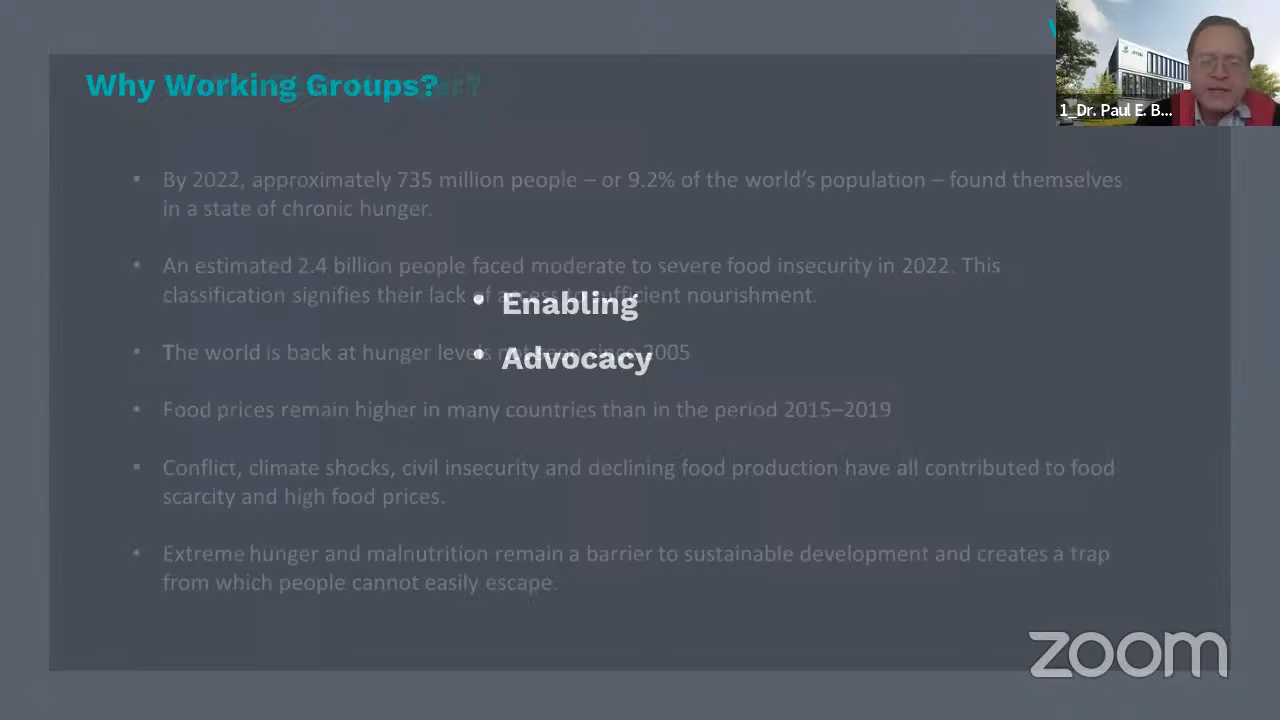 Why Working Groups?
1_Dr. Paul E. B...
• By 2022, approximately 735 million people – or 9.2% of the world's population – found themselves
in a state of chronic hunger.
• An estimated 2.4 billion people faced moderate to severe food insecurity in 2022. This
classification signifies their lack of access to sufficient nourishment.
• Enabling
• The world is back at hunger levels not seen since 2005
• Advocacy
• Food prices remain higher in many countries than in the period 2015–2019
• Conflict, climate shocks, civil insecurity and declining food production have all contributed to food
scarcity and high food prices.
• Extreme hunger and malnutrition remain a barrier to sustainable development and creates a trap
from which people cannot easily escape.
zoom